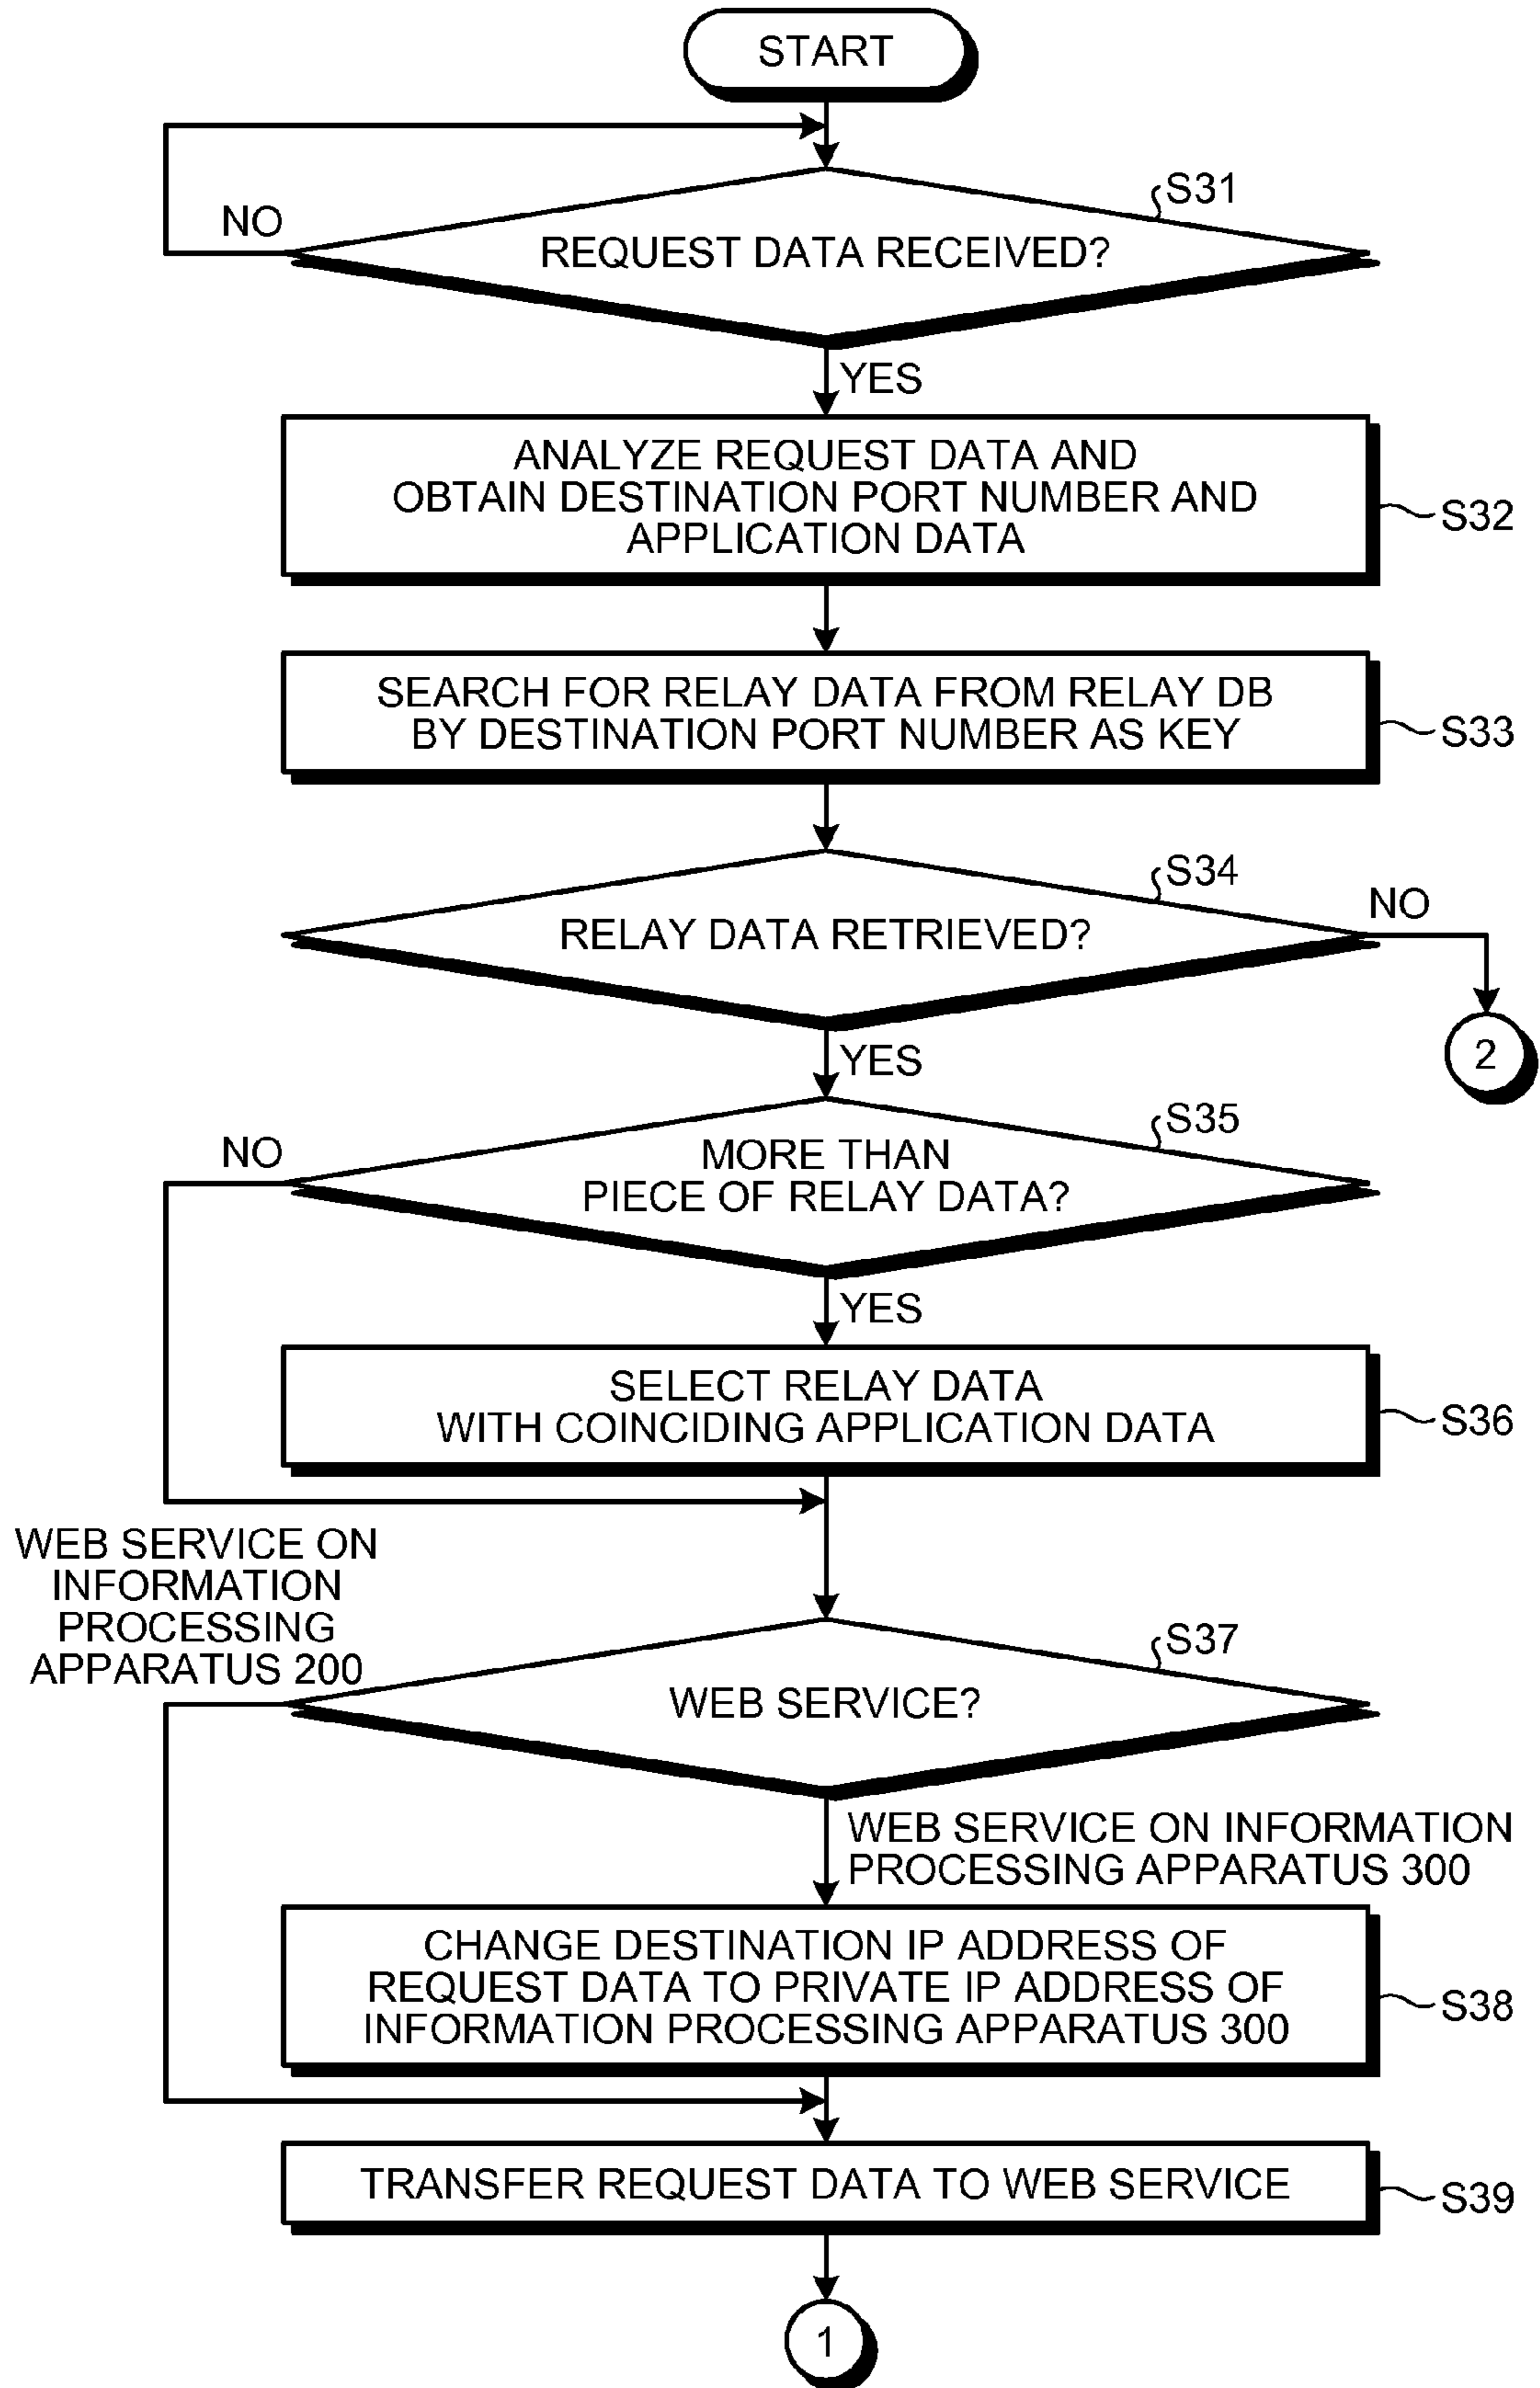 START
S31
NO
REQUEST DATA RECEIVED?
YES
ANALYZE REQUEST DATA AND
OBTAIN DESTINATION PORT NUMBER AND
APPLICATION DATA
S32
SEARCH FOR RELAY DATA FROM RELAY DB
BY DESTINATION PORT NUMBER AS KEY
S33
S34
NO
RELAY DATA RETRIEVED?
2
YES
S35
NO
MORE THAN
PIECE OF RELAY DATA?
YES
SELECT RELAY DATA
WITH COINCIDING APPLICATION DATA
S36
WEB SERVICE ON
INFORMATION
PROCESSING
APPARATUS 200
S37
WEB SERVICE?
WEB SERVICE ON INFORMATION
PROCESSING APPARATUS 300
CHANGE DESTINATION IP ADDRESS OF
REQUEST DATA TO PRIVATE IP ADDRESS OF
INFORMATION PROCESSING APPARATUS 300
S38
TRANSFER REQUEST DATA TO WEB SERVICE
S39
1